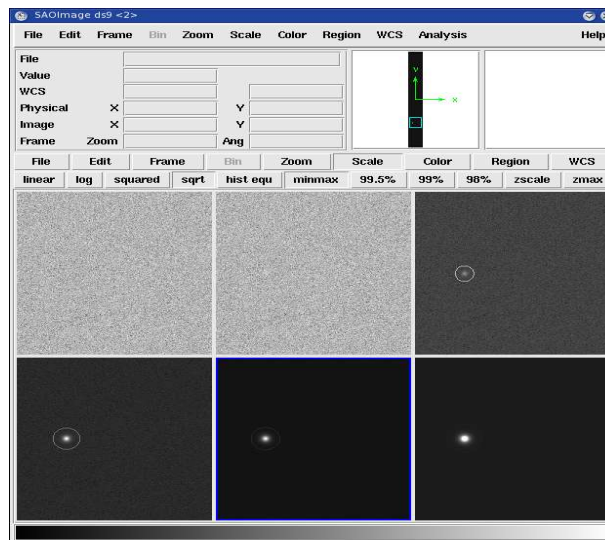 SAOImage ds9 <2>
File Edit Frame Bin Zoom Scale Color Region WCS Analysis Help
File
Value
WCS
Physical X Y
Image X Y
Frame Zoom Ang
x
File Edit Frame Bin Zoom Scale Color Region WCS
linear log squared sqrt hist equ minmax 99.5% 99% 98% zscale zmax